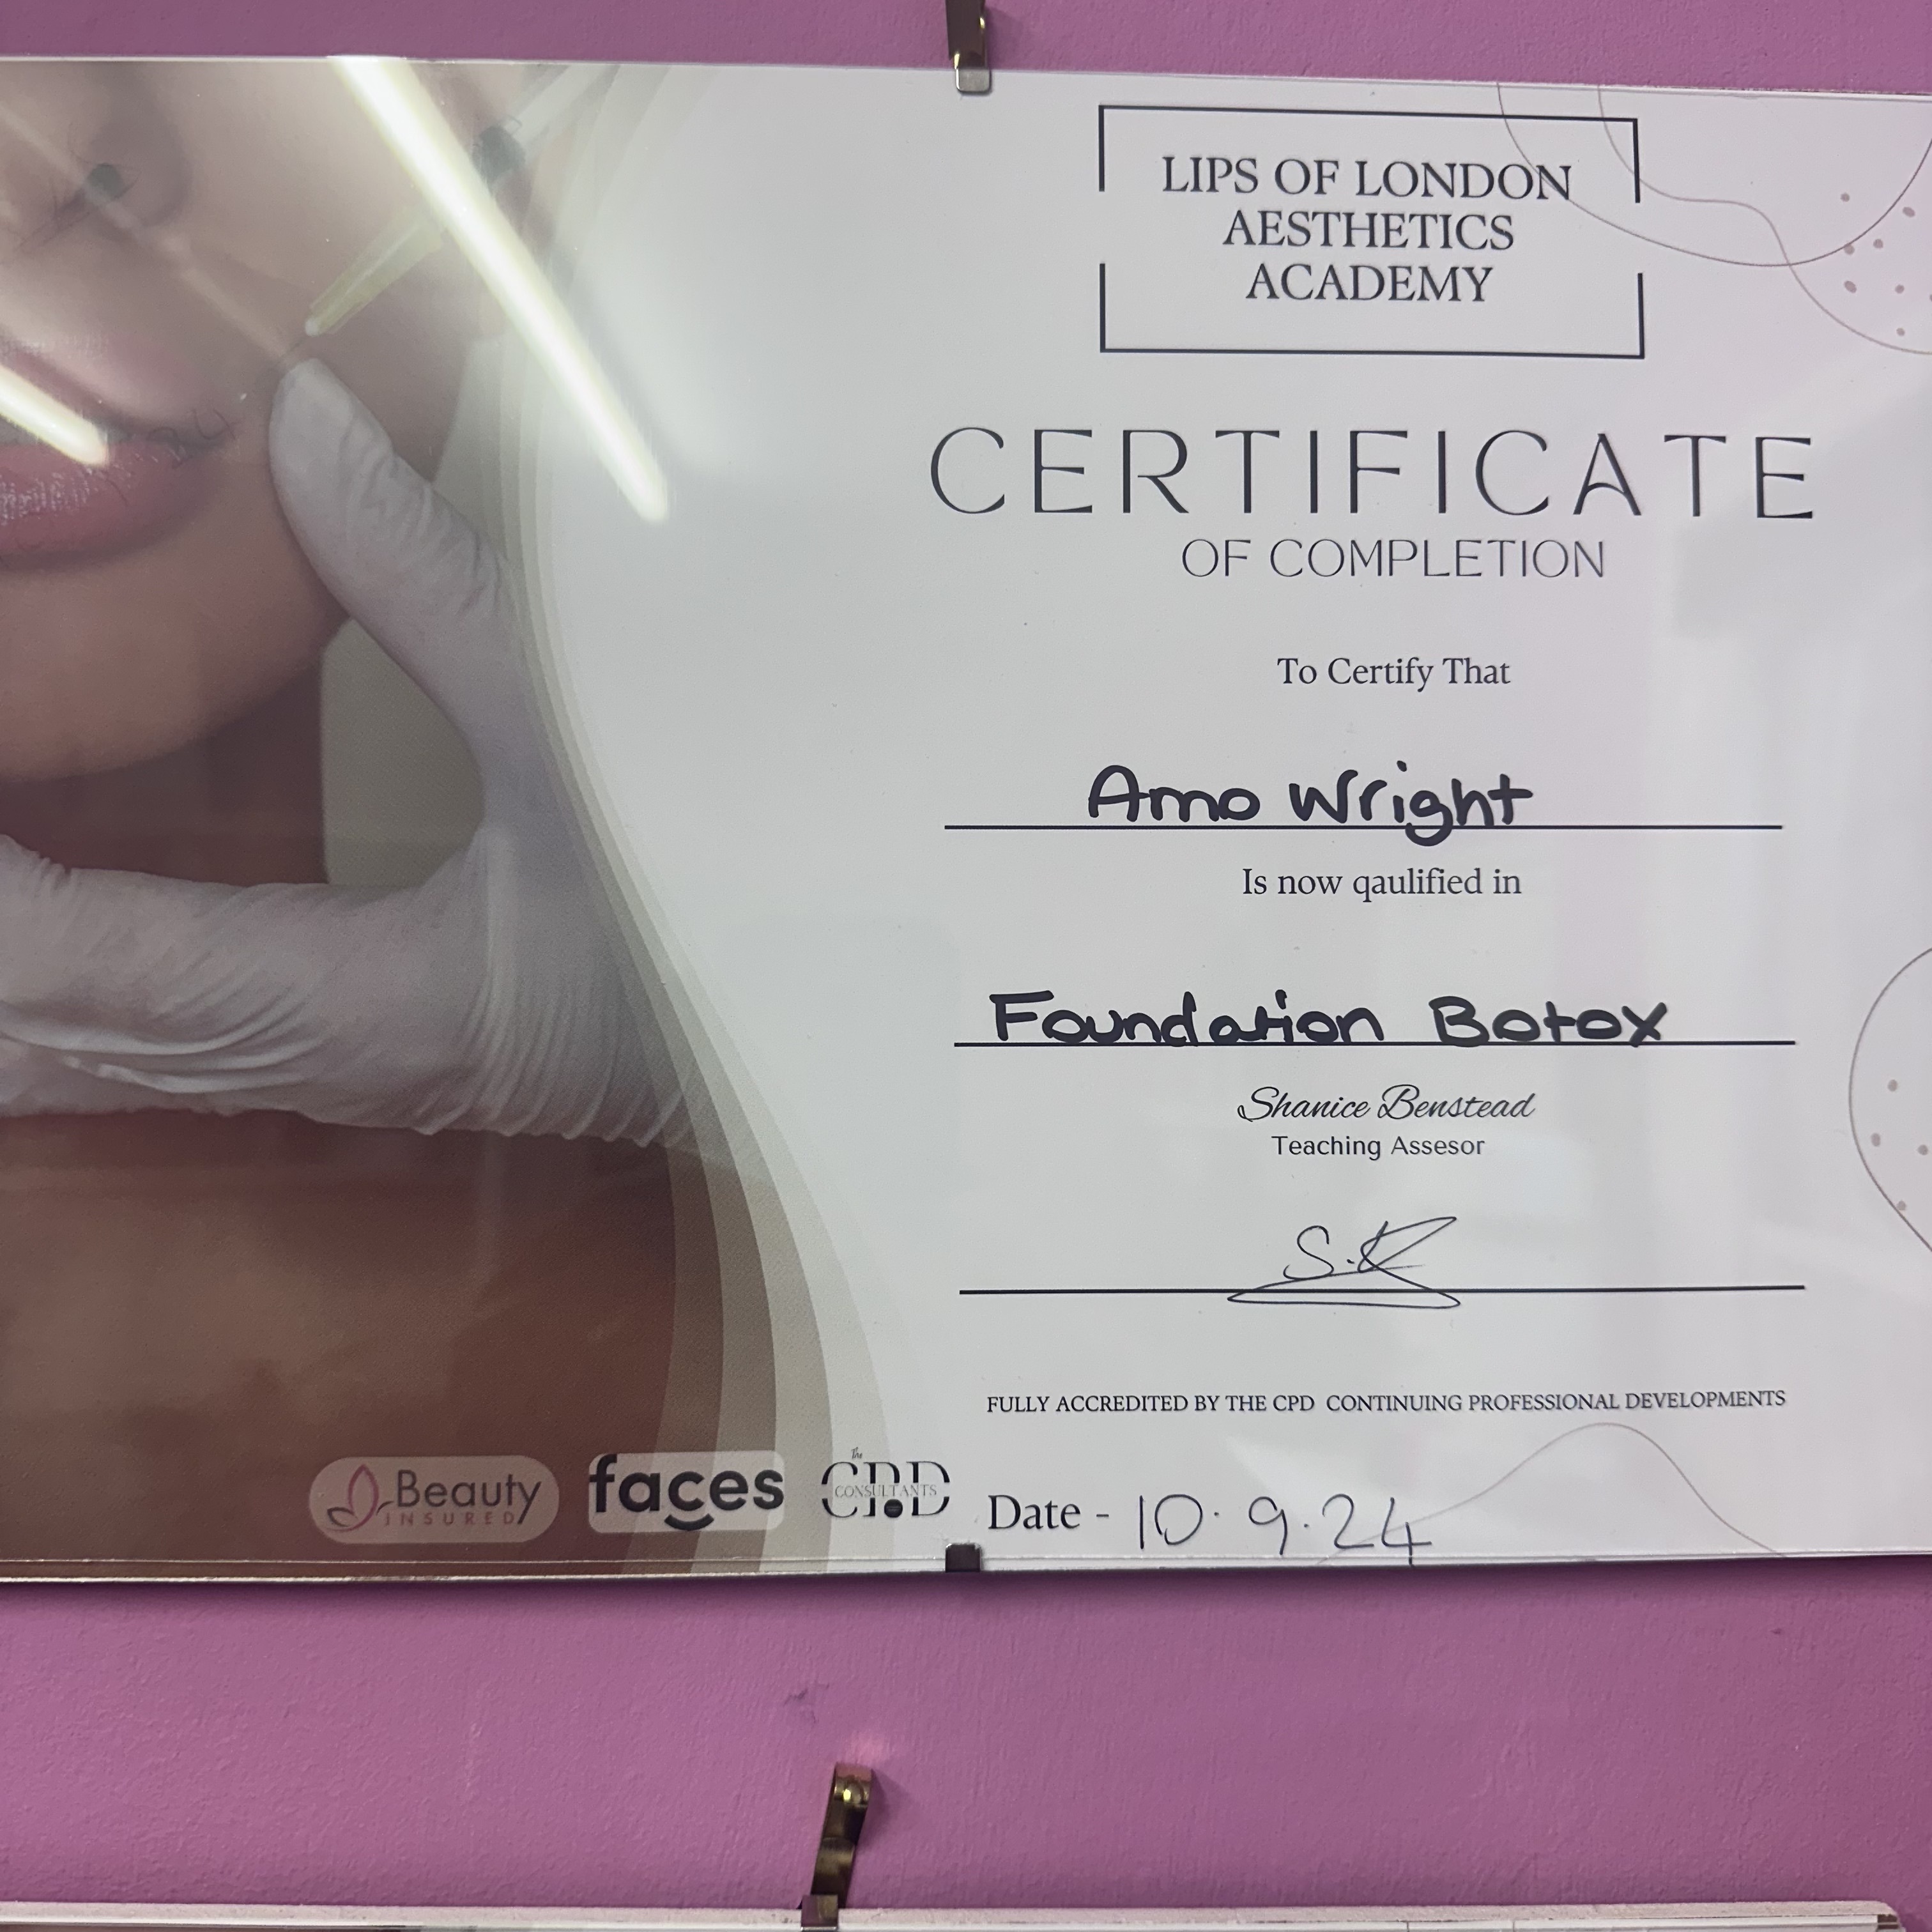 LIPS OF LONDON
AESTHETICS
ACADEMY
CERTIFICATE
OF COMPLETION
To Certify That
Amo Wright
Is now qaulified in
Foundation Botox
Shanice Benstead
Teaching Assesor
S.K
FULLY ACCREDITED BY THE CPD CONTINUING PROFESSIONAL DEVELOPMENTS
Beauty
INSURED
faces
The
CPD
CONSULTANTS
Date - 10.9.24